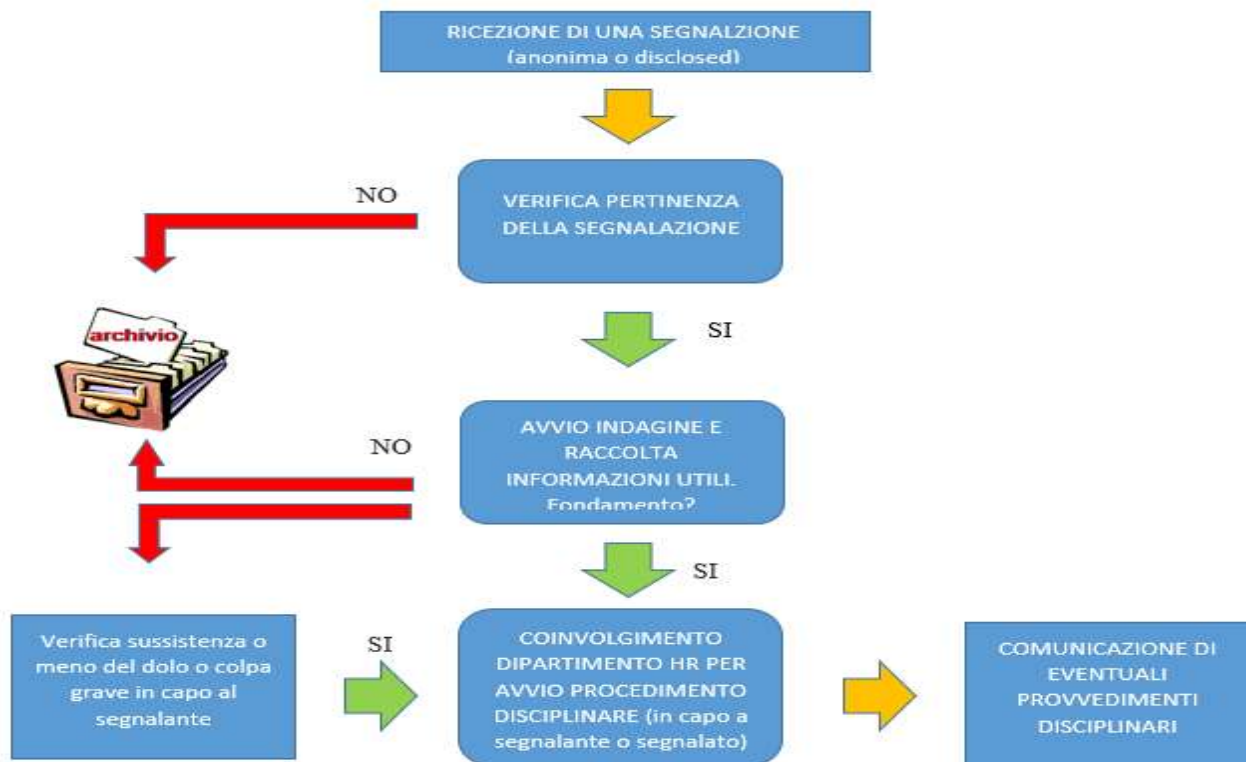 RICEZIONE DI UNA SEGNALZIONE
(anonima o disclosed)
NO
VERIFICA PERTINENZA
DELLA SEGNALAZIONE
SI
archivio
NO
AVVIO INDAGINE E
RACCOLTA
INFORMAZIONI UTILI.
Fondamento?
SI
Verifica sussistenza o
meno del dolo o colpa
grave in capo al
segnalante
SI
COINVOLGIMENTO
DIPARTIMENTO HR PER
AVVIO PROCEDIMENTO
DISCIPLINARE (in capo a
segnalante o segnalato)
COMUNICAZIONE DI
EVENTUALI
PROVVEDIMENTI
DISCIPLINARI